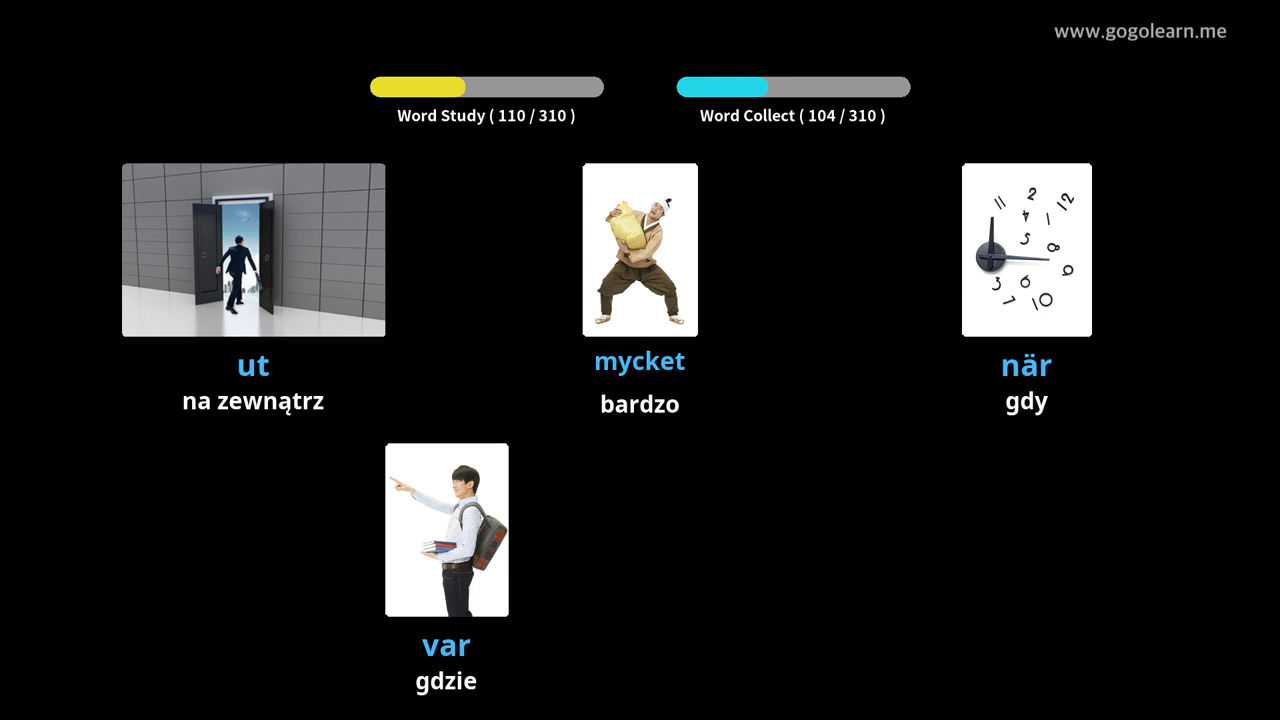 www.gogolearn.me
Word Study ( 110 / 310 )
Word Collect ( 104 / 310 )
ut
na zewnątrz
mycket
bardzo
när
gdy
var
gdzie